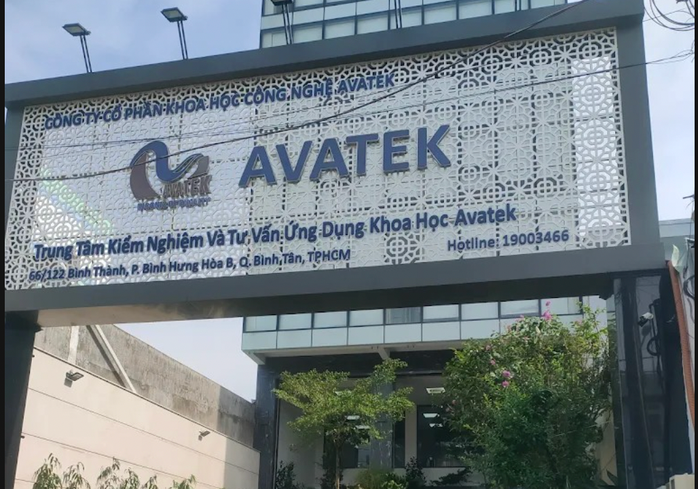 CÔNG TY CỔ PHẦN KHOA HỌC CÔNG NGHỆ AVATEK
AVATEK
AVATEK
Trung Tâm Kiểm Nghiệm Và Tư Vấn Ứng Dụng Khoa Học Avatek
66/122 Bình Thành, P. Bình Hưng Hòa B, Q. Bình Tân, TPHCM
Hotline: 19003466